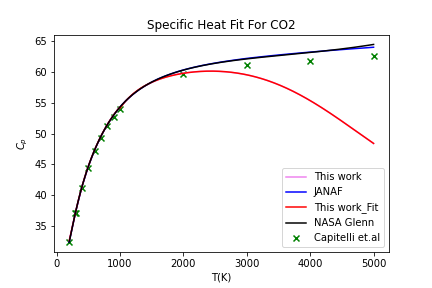 Specific Heat Fit For CO2
65
60
55
50
45
40
35
C_p
This work
JANAF
This work_Fit
NASA Glenn
Capitelli et.al
0 1000 2000 3000 4000 5000
T(K)